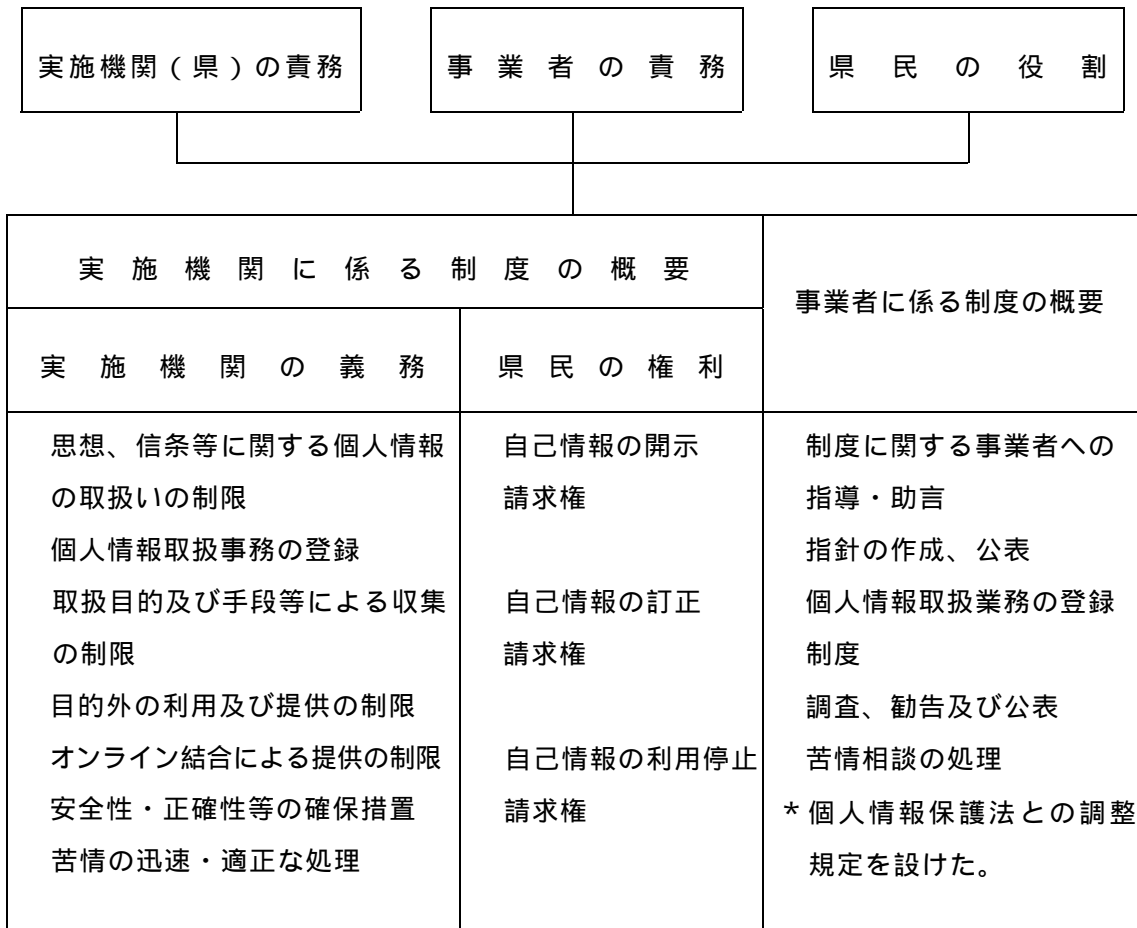 実施機関（県）の責務
事業者の責務
県民の役割
実施機関に係る制度の概要
事業者に係る制度の概要
実施機関の義務
県民の権利
思想、信条等に関する個人情報
の取扱いの制限
個人情報取扱事務の登録
取扱目的及び手段等による収集
の制限
目的外の利用及び提供の制限
オンライン結合による提供の制限
安全性・正確性等の確保措置
苦情の迅速・適正な処理
自己情報の開示
請求権
自己情報の訂正
請求権
自己情報の利用停止
請求権
制度に関する事業者への
指導・助言
指針の作成、公表
個人情報取扱業務の登録
制度
調査、勧告及び公表
苦情相談の処理
*個人情報保護法との調整
規定を設けた。